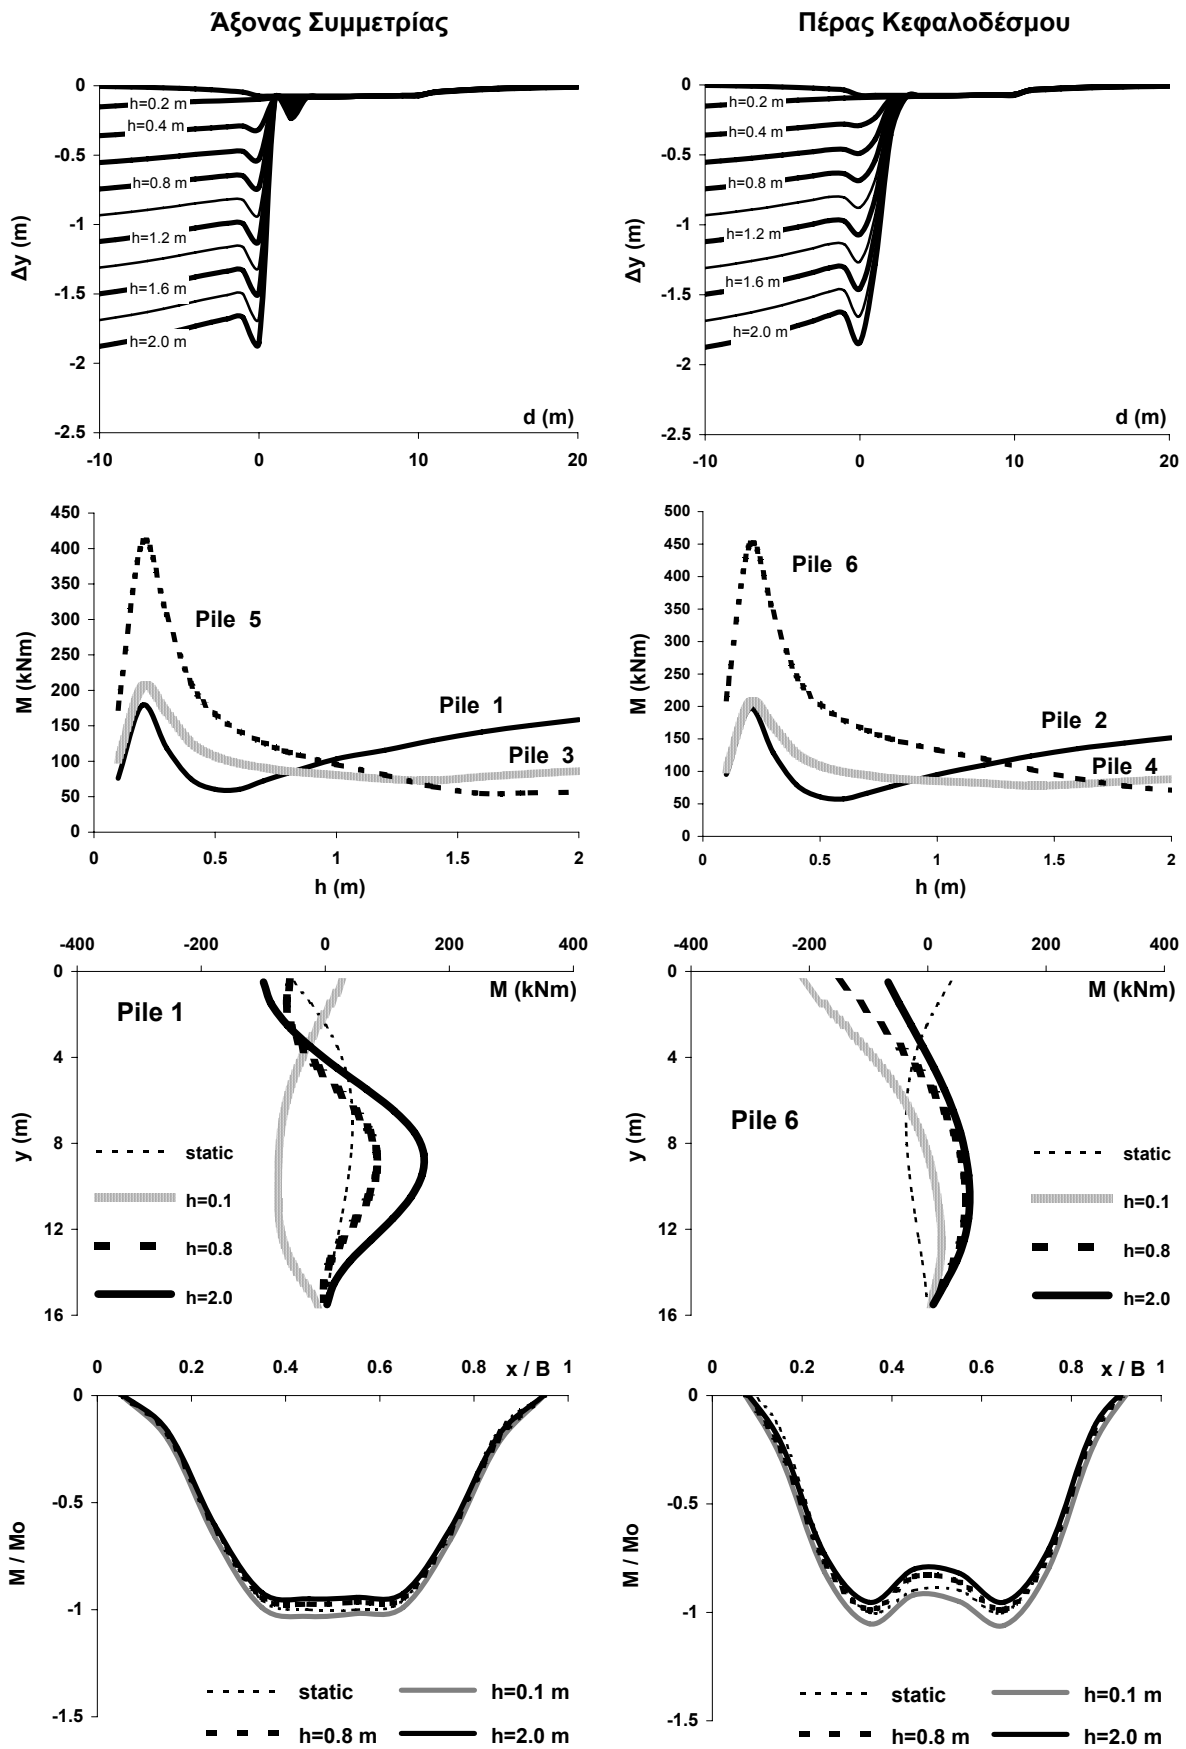 Άξονας Συμμετρίας
Πέρας Κεφαλοδέσμου
0
-0.5
-1
-1.5
-2
-2.5
Δy (m)
h=0.2 m
h=0.4 m
h=0.8 m
h=1.2 m
h=1.6 m
h=2.0 m
d (m)
-10 0 10 20
0
-0.5
-1
-1.5
-2
-2.5
Δy (m)
h=0.2 m
h=0.4 m
h=0.8 m
h=1.2 m
h=1.6 m
h=2.0 m
d (m)
-10 0 10 20
450
400
350
300
250
200
150
100
50
0
M (kNm)
Pile 5
Pile 1
Pile 3
0 0.5 1 1.5 2
h (m)
500
450
400
350
300
250
200
150
100
50
0
M (kNm)
Pile 6
Pile 2
Pile 4
0 0.5 1 1.5 2
h (m)
-400 -200 0 200 400
M (kNm)
0
4
8
12
16
y (m)
Pile 1
static
h=0.1
h=0.8
h=2.0
-400 -200 0 200 400
M (kNm)
0
4
8
12
16
y (m)
Pile 6
static
h=0.1
h=0.8
h=2.0
0 0.2 0.4 0.6 0.8 1
x / B
0
-0.5
-1
-1.5
M / Mo
static
h=0.1 m
h=0.8 m
h=2.0 m
0 0.2 0.4 0.6 0.8 1
x / B
0
-0.5
-1
-1.5
M / Mo
static
h=0.1 m
h=0.8 m
h=2.0 m